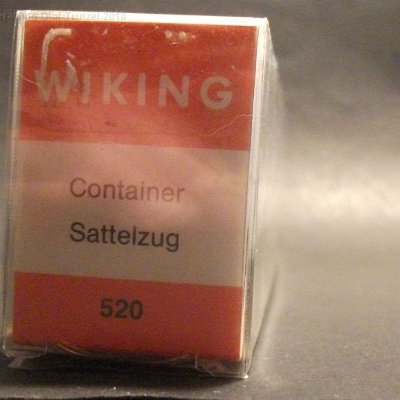 WIKING
Container
Sattelzug
520